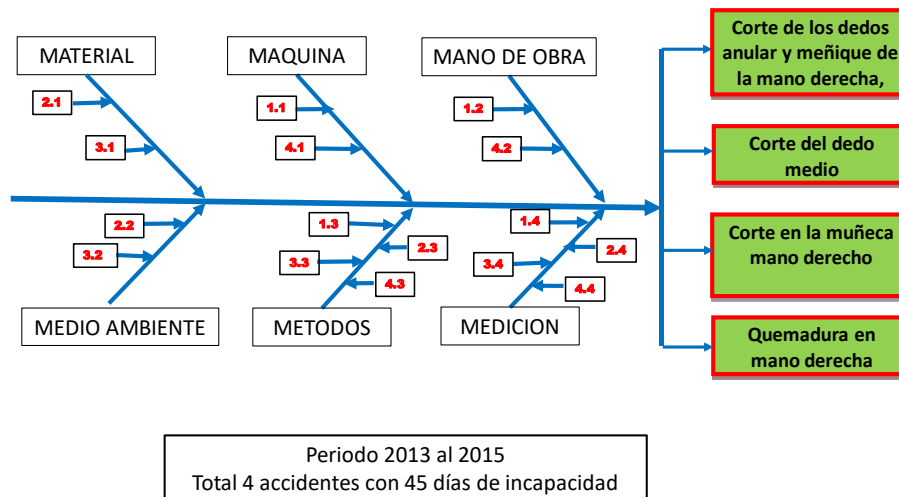 MATERIAL
MAQUINA
MANO DE OBRA
2.1
3.1
1.1
4.1
1.2
4.2
2.2
3.2
1.3
2.3
3.3
4.3
1.4
2.4
3.4
4.4
MEDIO AMBIENTE
METODOS
MEDICION
Corte de los dedos
anular y meñique de
la mano derecha,
Corte del dedo
medio
Corte en la muñeca
mano derecho
Quemadura en
mano derecha
Periodo 2013 al 2015
Total 4 accidentes con 45 días de incapacidad